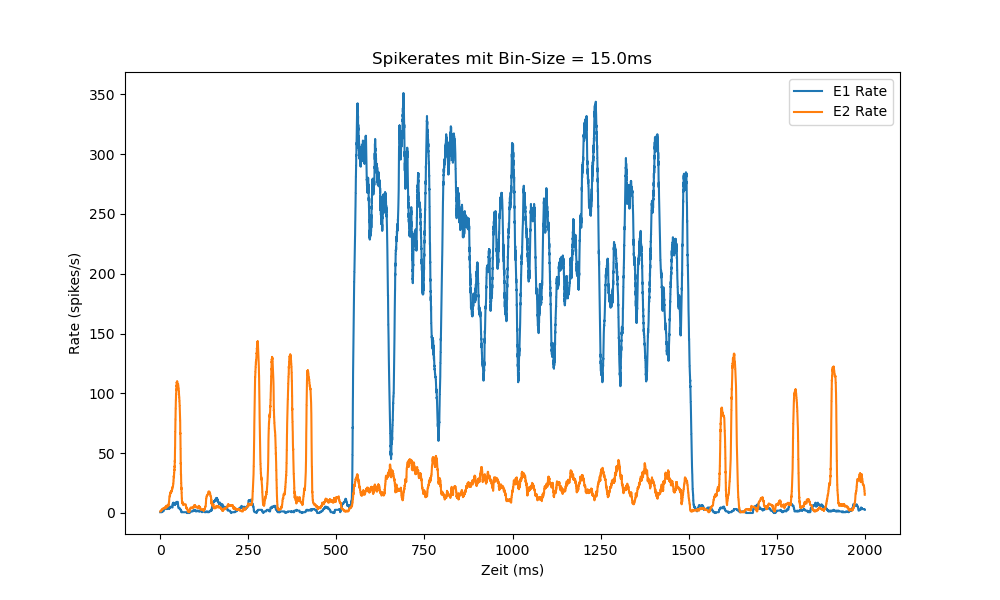 Spikerates mit Bin-Size = 15.0ms
E1 Rate
E2 Rate
350
300
250
200
150
100
50
0
Rate (spikes/s)
0 250 500 750 1000 1250 1500 1750 2000
Zeit (ms)